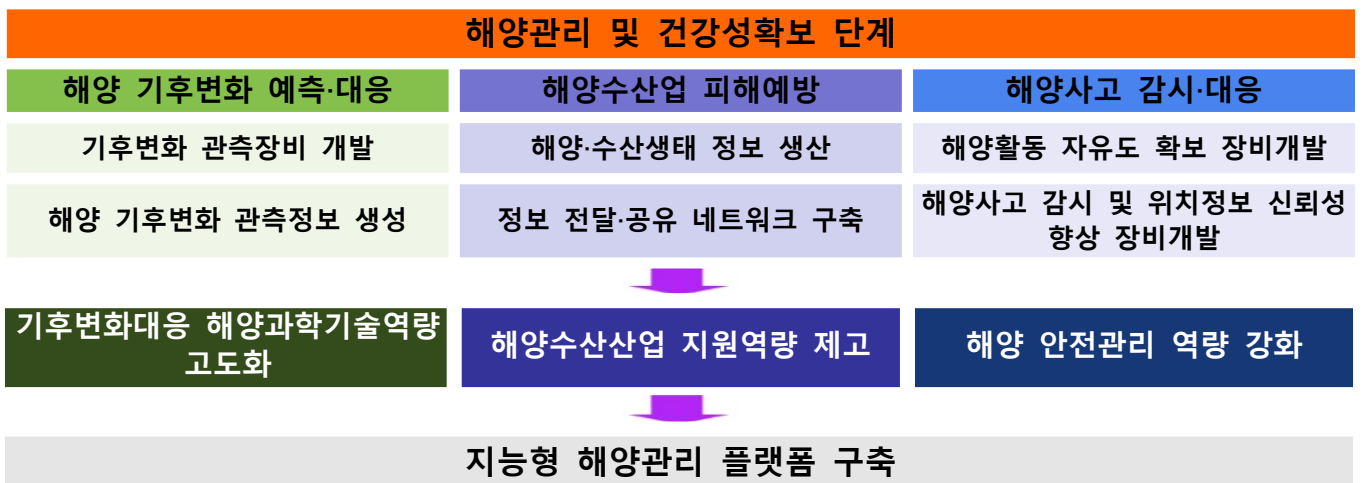 해양관리 및 건강성확보 단계
해양 기후변화 예측·대응
해양수산업 피해예방
해양사고 감시·대응
기후변화 관측장비 개발
해양·수산생태 정보 생산
해양활동 자유도 확보 장비개발
해양 기후변화 관측정보 생성
정보 전달·공유 네트워크 구축
해양사고 감시 및 위치정보 신뢰성
향상 장비개발
기후변화대응 해양과학기술역량
고도화
해양수산산업 지원역량 제고
해양 안전관리 역량 강화
지능형 해양관리 플랫폼 구축